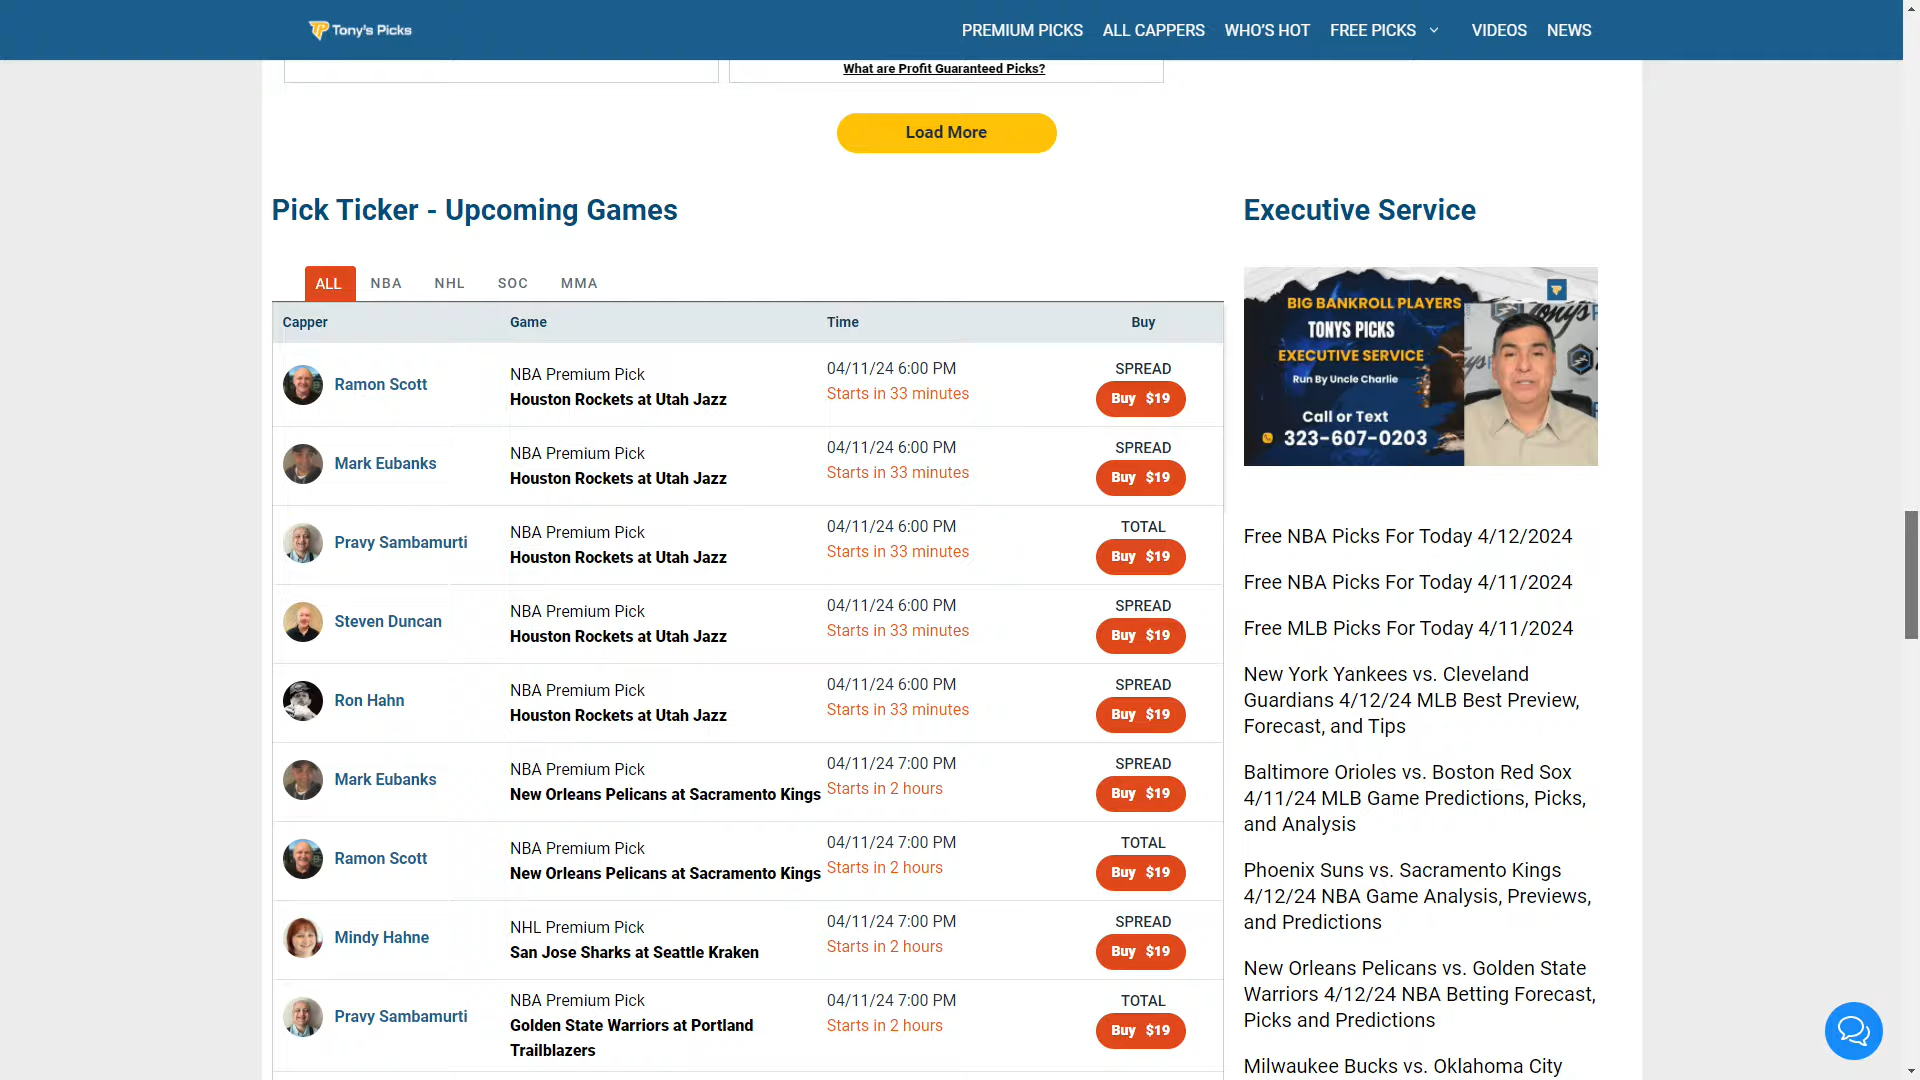 Tony's Picks
PREMIUM PICKS ALL CAPPERS WHO'S HOT FREE PICKS VIDEOS NEWS
What are Profit Guaranteed Picks?
Load More
Pick Ticker - Upcoming Games
ALL NBA NHL SOC MMA
Capper Game Time Buy
Ramon Scott
NBA Premium Pick
Houston Rockets at Utah Jazz
04/11/24 6:00 PM
Starts in 33 minutes
SPREAD
Buy $19
Mark Eubanks
NBA Premium Pick
Houston Rockets at Utah Jazz
04/11/24 6:00 PM
Starts in 33 minutes
SPREAD
Buy $19
Pravy Sambamurti
NBA Premium Pick
Houston Rockets at Utah Jazz
04/11/24 6:00 PM
Starts in 33 minutes
TOTAL
Buy $19
Steven Duncan
NBA Premium Pick
Houston Rockets at Utah Jazz
04/11/24 6:00 PM
Starts in 33 minutes
SPREAD
Buy $19
Ron Hahn
NBA Premium Pick
Houston Rockets at Utah Jazz
04/11/24 6:00 PM
Starts in 33 minutes
SPREAD
Buy $19
Mark Eubanks
NBA Premium Pick
New Orleans Pelicans at Sacramento Kings
04/11/24 7:00 PM
Starts in 2 hours
SPREAD
Buy $19
Ramon Scott
NBA Premium Pick
New Orleans Pelicans at Sacramento Kings
04/11/24 7:00 PM
Starts in 2 hours
TOTAL
Buy $19
Mindy Hahne
NHL Premium Pick
San Jose Sharks at Seattle Kraken
04/11/24 7:00 PM
Starts in 2 hours
SPREAD
Buy $19
Pravy Sambamurti
NBA Premium Pick
Golden State Warriors at Portland
Trailblazers
04/11/24 7:00 PM
Starts in 2 hours
TOTAL
Buy $19
Executive Service
BIG BANKROLL PLAYERS
TONYS PICKS
EXECUTIVE SERVICE
Run By Uncle Charlie
Call or Text
323-607-0203
Free NBA Picks For Today 4/12/2024
Free NBA Picks For Today 4/11/2024
Free MLB Picks For Today 4/11/2024
New York Yankees vs. Cleveland
Guardians 4/12/24 MLB Best Preview,
Forecast, and Tips
Baltimore Orioles vs. Boston Red Sox
4/11/24 MLB Game Predictions, Picks,
and Analysis
Phoenix Suns vs. Sacramento Kings
4/12/24 NBA Game Analysis, Previews,
and Predictions
New Orleans Pelicans vs. Golden State
Warriors 4/12/24 NBA Betting Forecast,
Picks and Predictions
Milwaukee Bucks vs. Oklahoma City